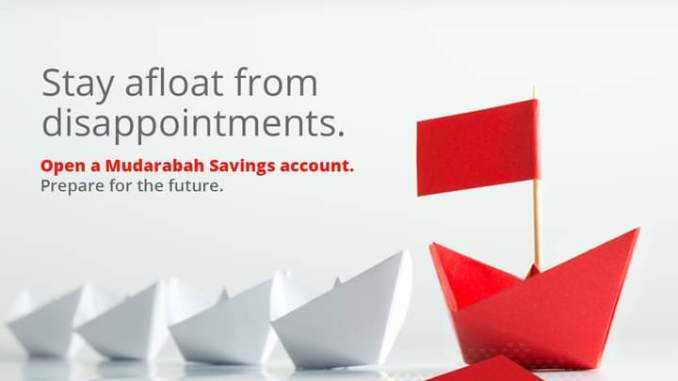 Stay afloat from
disappointments.
Open a Mudarabah Savings account.
Prepare for the future.